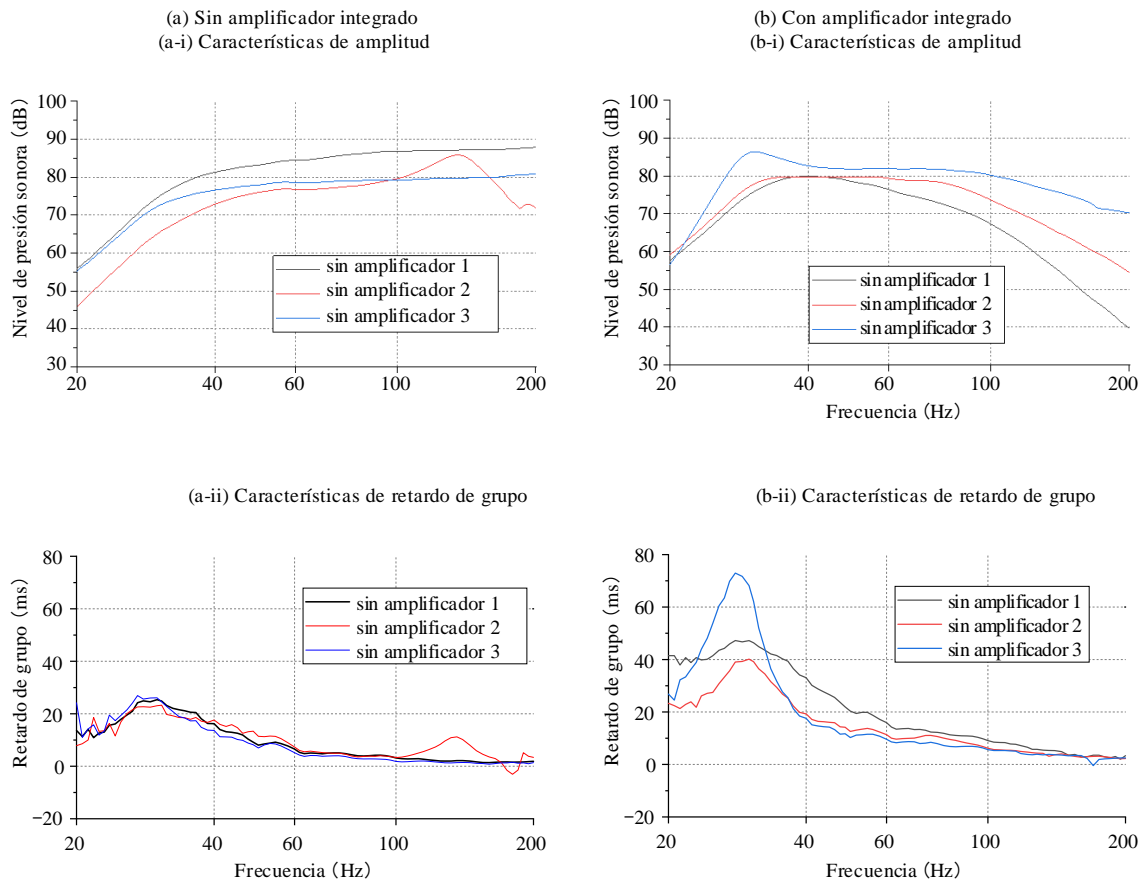 (a) Sin amplificador integrado
(a-i) Características de amplitud
Nivel de presión sonora (dB)
100
90
80
70
60
50
40
30
20
40
60
100
200
sin amplificador 1
sin amplificador 2
sin amplificador 3
(b) Con amplificador integrado
(b-i) Características de amplitud
Nivel de presión sonora (dB)
100
90
80
70
60
50
40
30
20
40
60
100
200
Frecuencia (Hz)
sin amplificador 1
sin amplificador 2
sin amplificador 3
(a-ii) Características de retardo de grupo
Retardo de grupo (ms)
80
60
40
20
0
−20
20
40
60
100
200
Frecuencia (Hz)
sin amplificador 1
sin amplificador 2
sin amplificador 3
(b-ii) Características de retardo de grupo
Retardo de grupo (ms)
80
60
40
20
0
−20
20
40
60
100
200
Frecuencia (Hz)
sin amplificador 1
sin amplificador 2
sin amplificador 3